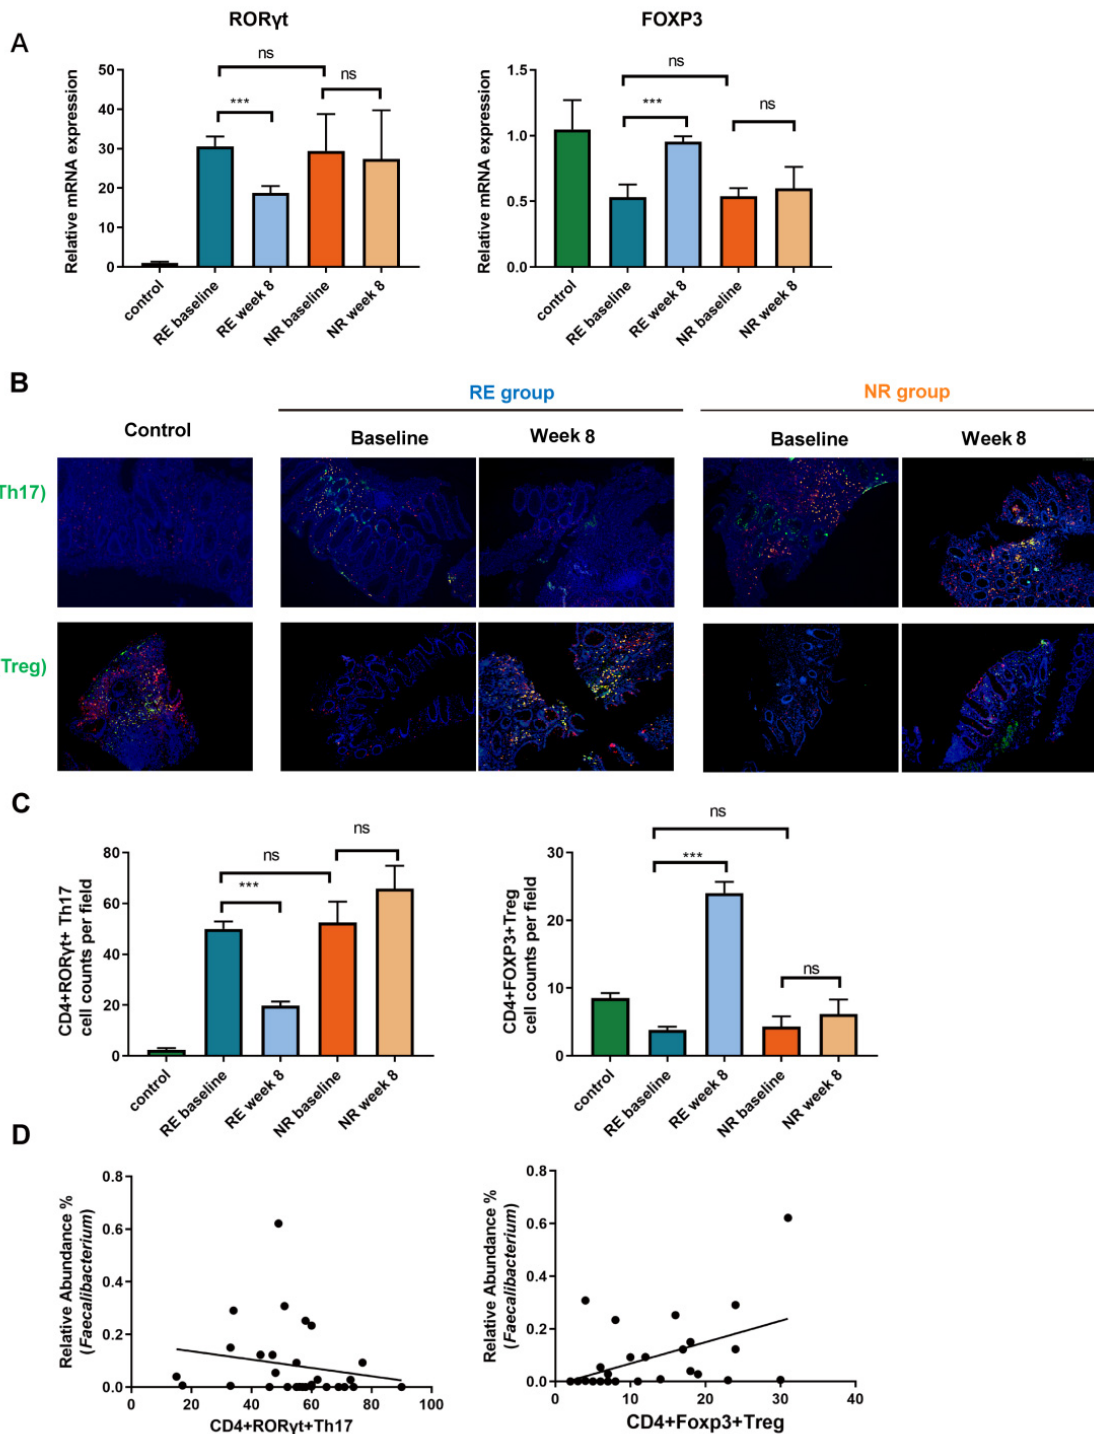 A
RORγt
FOXP3
Relative mRNA expression
50
40
30
20
10
0
ns
ns
***
control
RE baseline
RE week 8
NR baseline
NR week 8
Relative mRNA expression
1.5
1.0
0.5
0.0
ns
***
ns
control
RE baseline
RE week 8
NR baseline
NR week 8
B
RE group
NR group
Control
Baseline
Week 8
Baseline
Week 8
Th17)
Treg)
C
CD4+RORγt+ Th17
cell counts per field
80
60
40
20
0
ns
ns
***
control
RE baseline
RE week 8
NR baseline
NR week 8
CD4+FOXP3+Treg
cell counts per field
30
20
10
0
ns
***
ns
control
RE baseline
RE week 8
NR baseline
NR week 8
D
Relative Abundance %
(Faecalibacterium)
0.8
0.6
0.4
0.2
0.0
0 20 40 60 80 100
CD4+RORγt+Th17
Relative Abundance %
(Faecalibacterium)
0.8
0.6
0.4
0.2
0.0
0 10 20 30 40
CD4+Foxp3+Treg